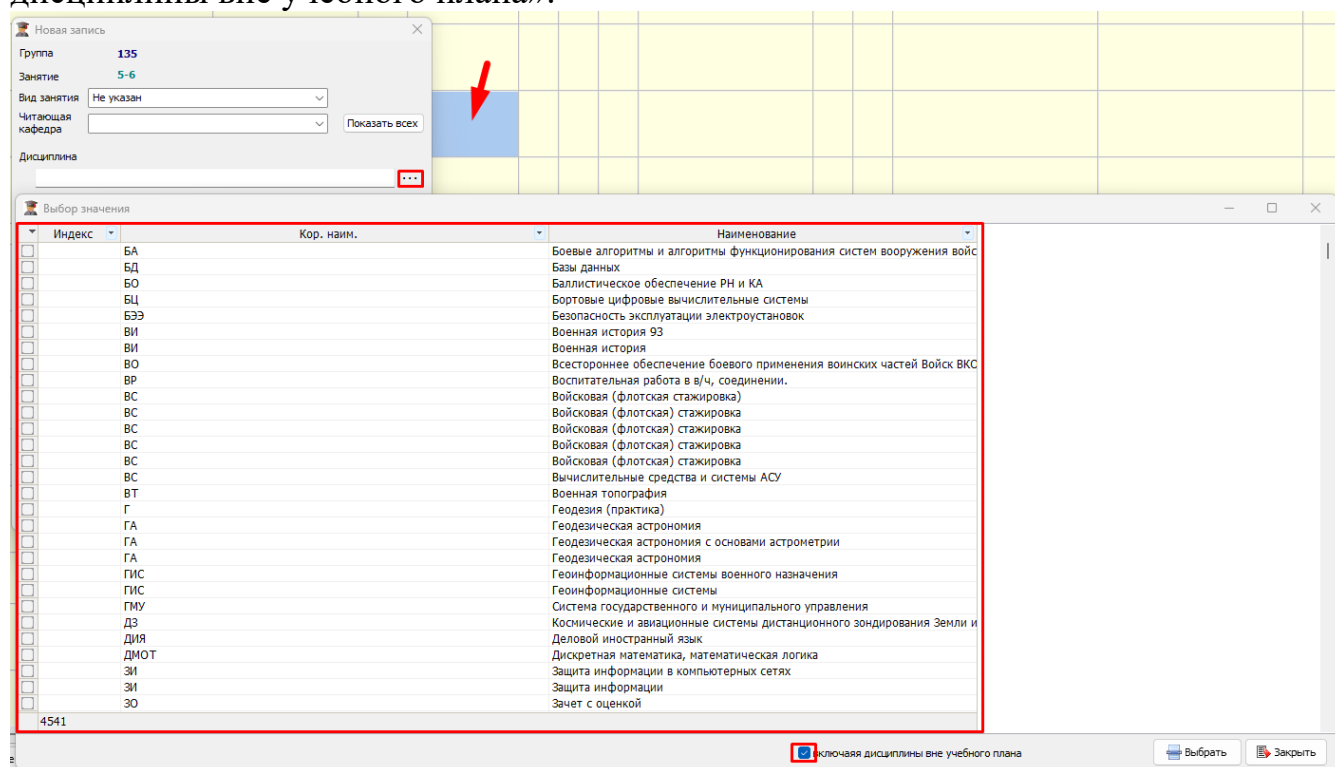 дисциплины вне учебного плана».
Новая запись
Группа 135
Занятие 5-6
Вид занятия Не указан
Читающая кафедра Показать всех
Дисциплина
...
Выбор значения
Индекс Кор. наим. Наименование
БА Боевые алгоритмы и алгоритмы функционирования систем вооружения войс
БД Базы данных
БО Баллистическое обеспечение РН и КА
БЦ Бортовые цифровые вычислительные системы
БЭЭ Безопасность эксплуатации электроустановок
ВИ Военная история 93
ВИ Военная история
ВО Всестороннее обеспечение боевого применения воинских частей Войск ВКО
ВР Воспитательная работа в в/ч, соединении.
ВС Войсковая (флотская стажировка)
ВС Войсковая (флотская) стажировка
ВС Войсковая (флотская) стажировка
ВС Войсковая (флотская) стажировка
ВС Войсковая (флотская) стажировка
ВС Вычислительные средства и системы АСУ
ВТ Военная топография
Г Геодезия (практика)
ГА Геодезическая астрономия
ГА Геодезическая астрономия с основами астрометрии
ГА Геодезическая астрономия
ГИС Геоинформационные системы военного назначения
ГИС Геоинформационные системы
ГМУ Система государственного и муниципального управления
ДЗ Космические и авиационные системы дистанционного зондирования Земли и
ДИЯ Деловой иностранный язык
ДМОТ Дискретная математика, математическая логика
ЗИ Защита информации в компьютерных сетях
ЗИ Защита информации
ЗО Зачет с оценкой
4541
включаяя дисциплины вне учебного плана Выбрать Закрыть